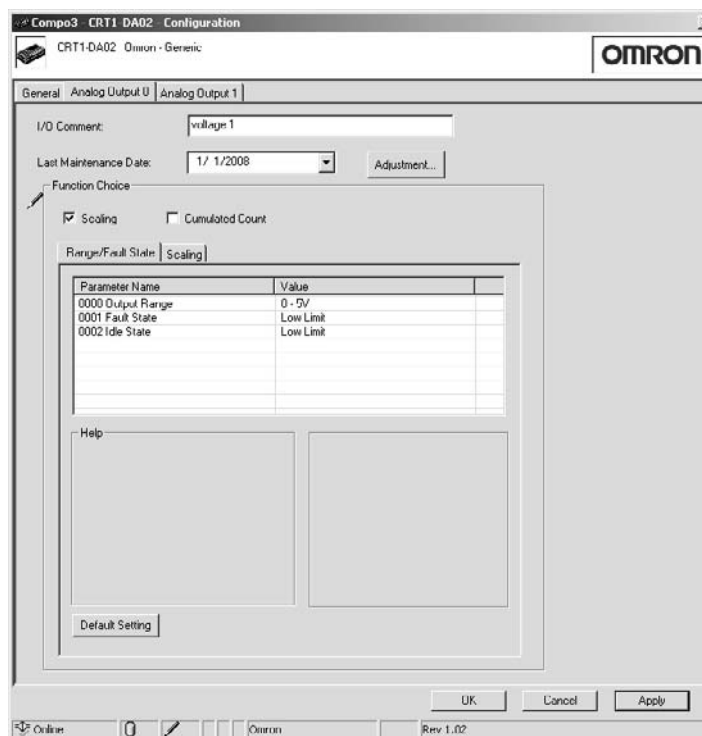 Compo3 - CRT1-DA02 - Configuration
CRT1-DA02 Omron - Generic
OMRON
General Analog Output 0 Analog Output 1
I/O Comment: voltage 1
Last Maintenance Date: 1/ 1/2008 Adjustment...
Function Choice
Scaling Cumulated Count
Range/Fault State Scaling
Parameter Name Value
0000 Output Range 0 - 5V
0001 Fault State Low Limit
0002 Idle State Low Limit
Help
Default Setting
OK Cancel Apply
Online Omron Rev 1.02